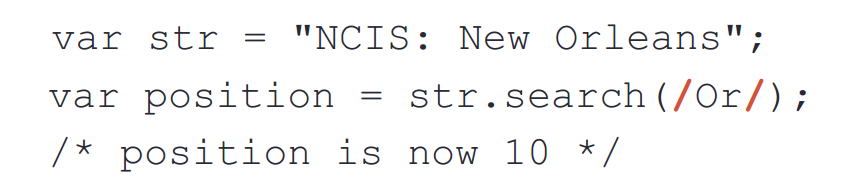 var str = "NCIS: New Orleans";
var position = str.search(/Or/);
/* position is now 10 */